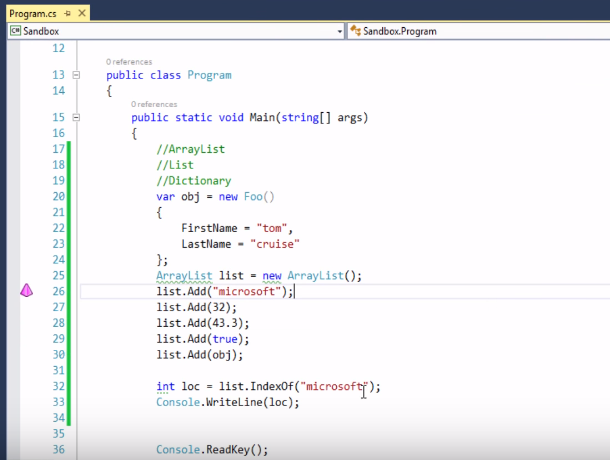 Program.cs
Sandbox Sandbox.Program
12
0 references
13 public class Program
14 {
0 references
15 public static void Main(string[] args)
16 {
17 //ArrayList
18 //List
19 //Dictionary
20 var obj = new Foo()
21 {
22 FirstName = "tom",
23 LastName = "cruise"
24 };
25 ArrayList list = new ArrayList();
26 list.Add("microsoft");
27 list.Add(32);
28 list.Add(43.3);
29 list.Add(true);
30 list.Add(obj);
31
32 int loc = list.IndexOf("microsoft");
33 Console.WriteLine(loc);
34
35
36 Console.ReadKey();